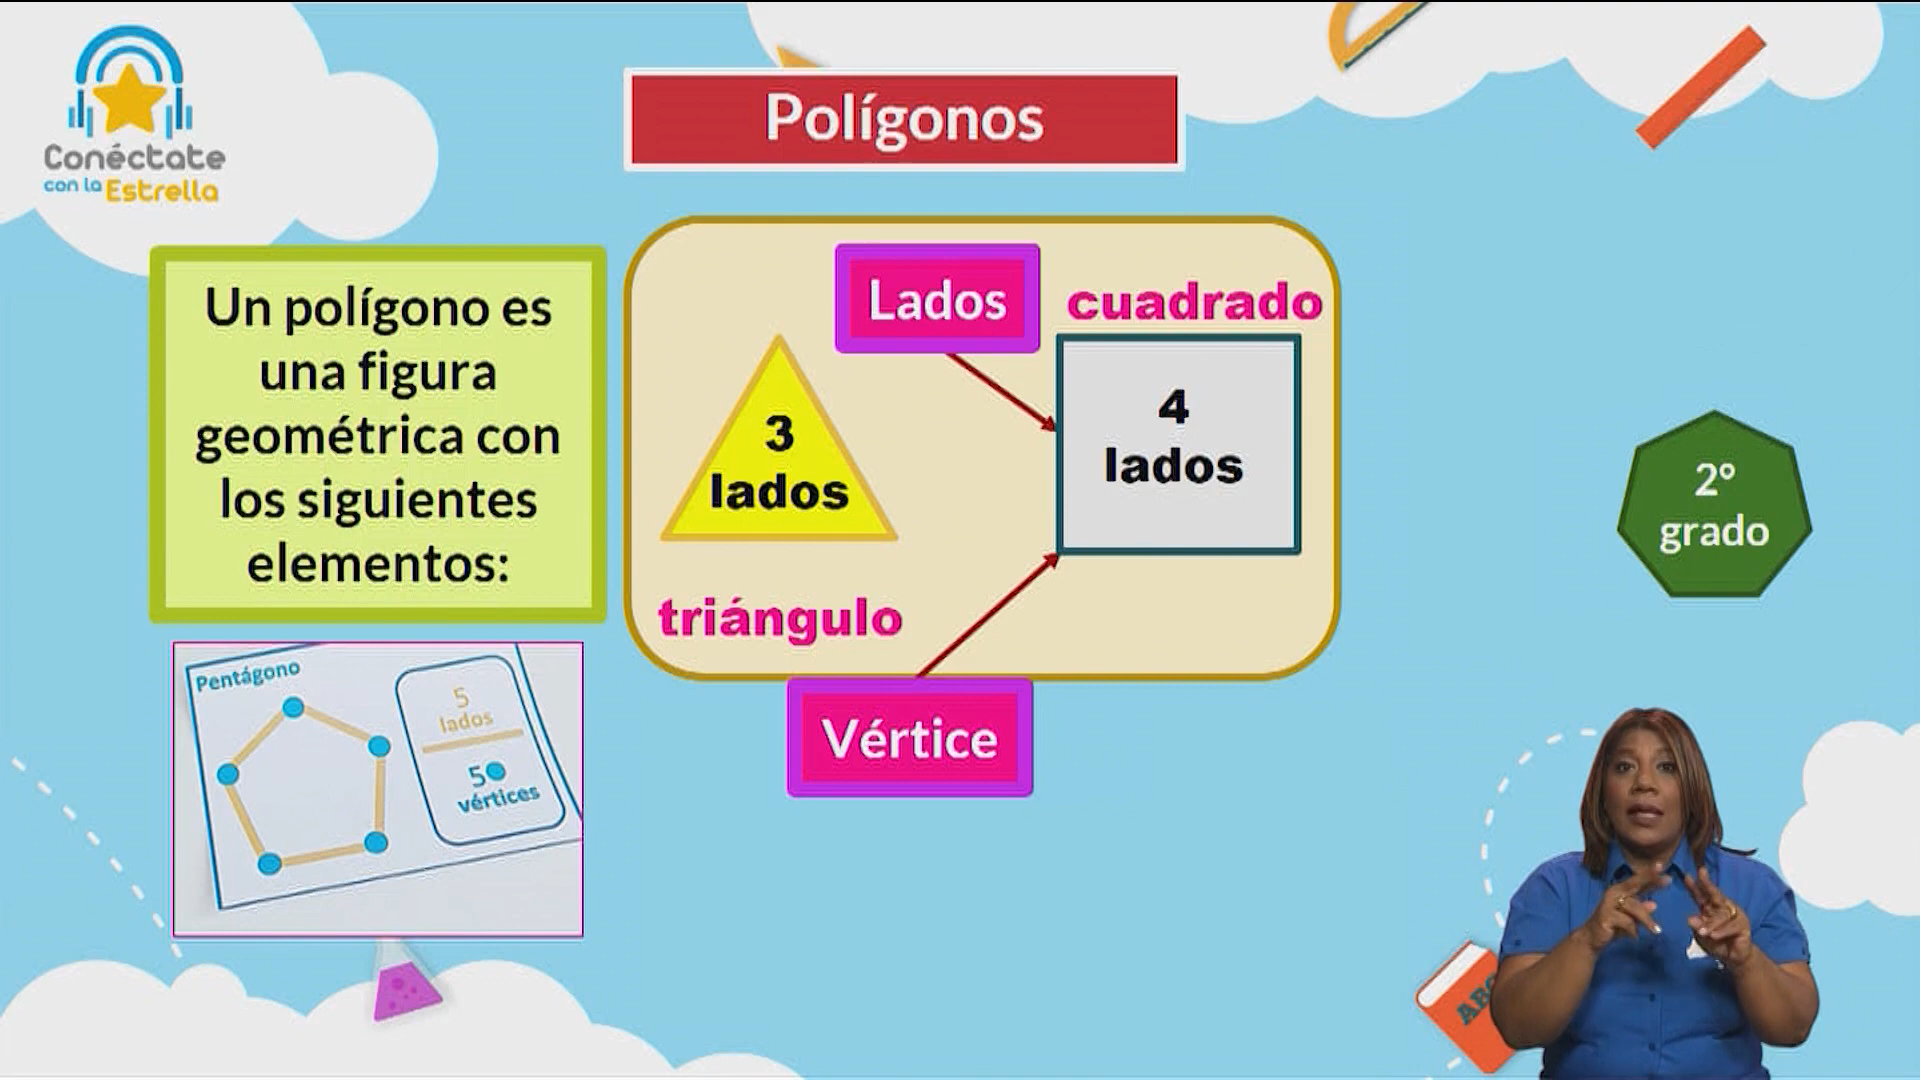 Conéctate
con la Estrella
Polígonos
Un polígono es
una figura
geométrica con
los siguientes
elementos:
Lados
cuadrado
3
lados
4
lados
triángulo
Vértice
2°
grado
Pentágono
5
lados
5
vértices
ABC